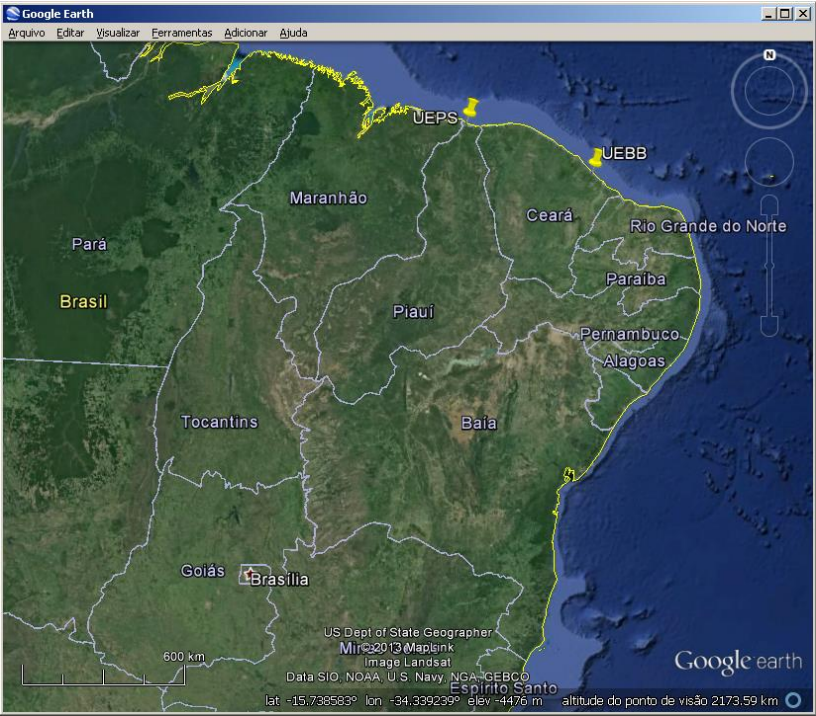 Google Earth
Arquivo Editar Visualizar Ferramentas Adicionar Ajuda
N
UEPS
UEBB
Maranhão
Ceará
Rio Grande do Norte
Pará
Paraíba
Brasil
Piauí
Pernambuco
Alagoas
Tocantins
Baía
Goiás
Brasília
US Dept of State Geographer
©2013 MapLink
Image Landsat
Data SIO, NOAA, U.S. Navy, NGA, GEBCO
600 km
Google earth
Espírito Santo
lat -15.738583° lon -34.339239° elev -4476 m altitude do ponto de visão 2173.59 km